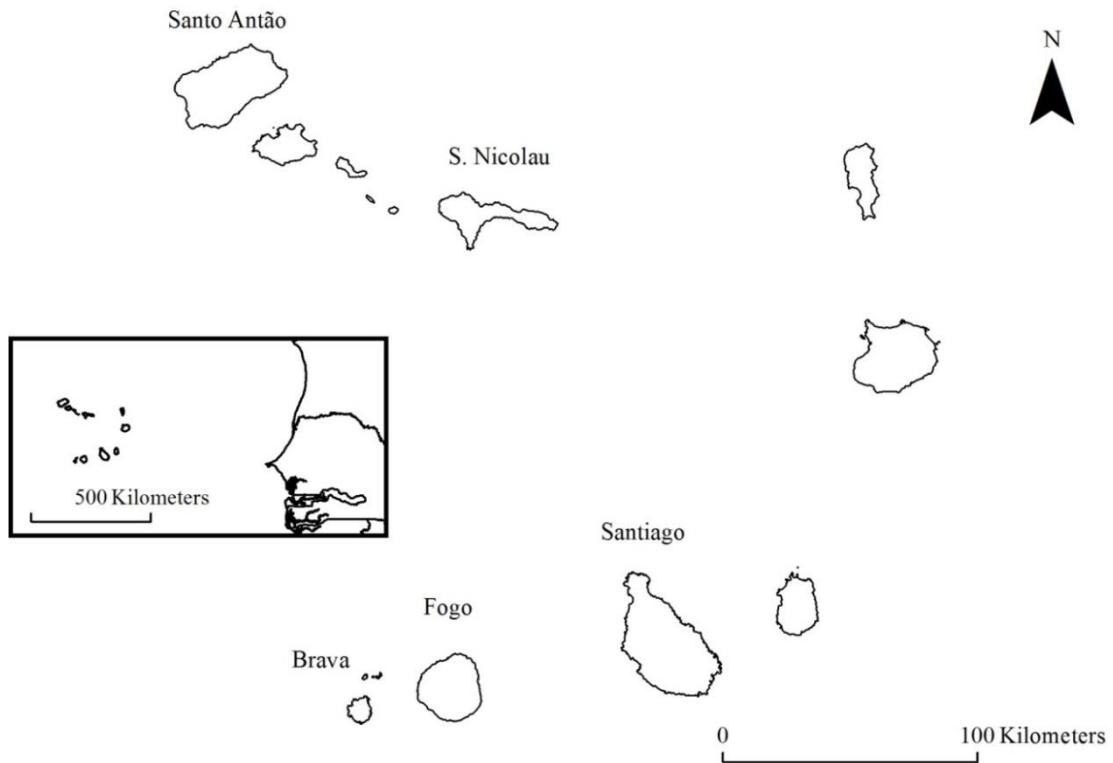 Santo Antão
N
S. Nicolau
500 Kilometers
Santiago
Fogo
Brava
0 100 Kilometers